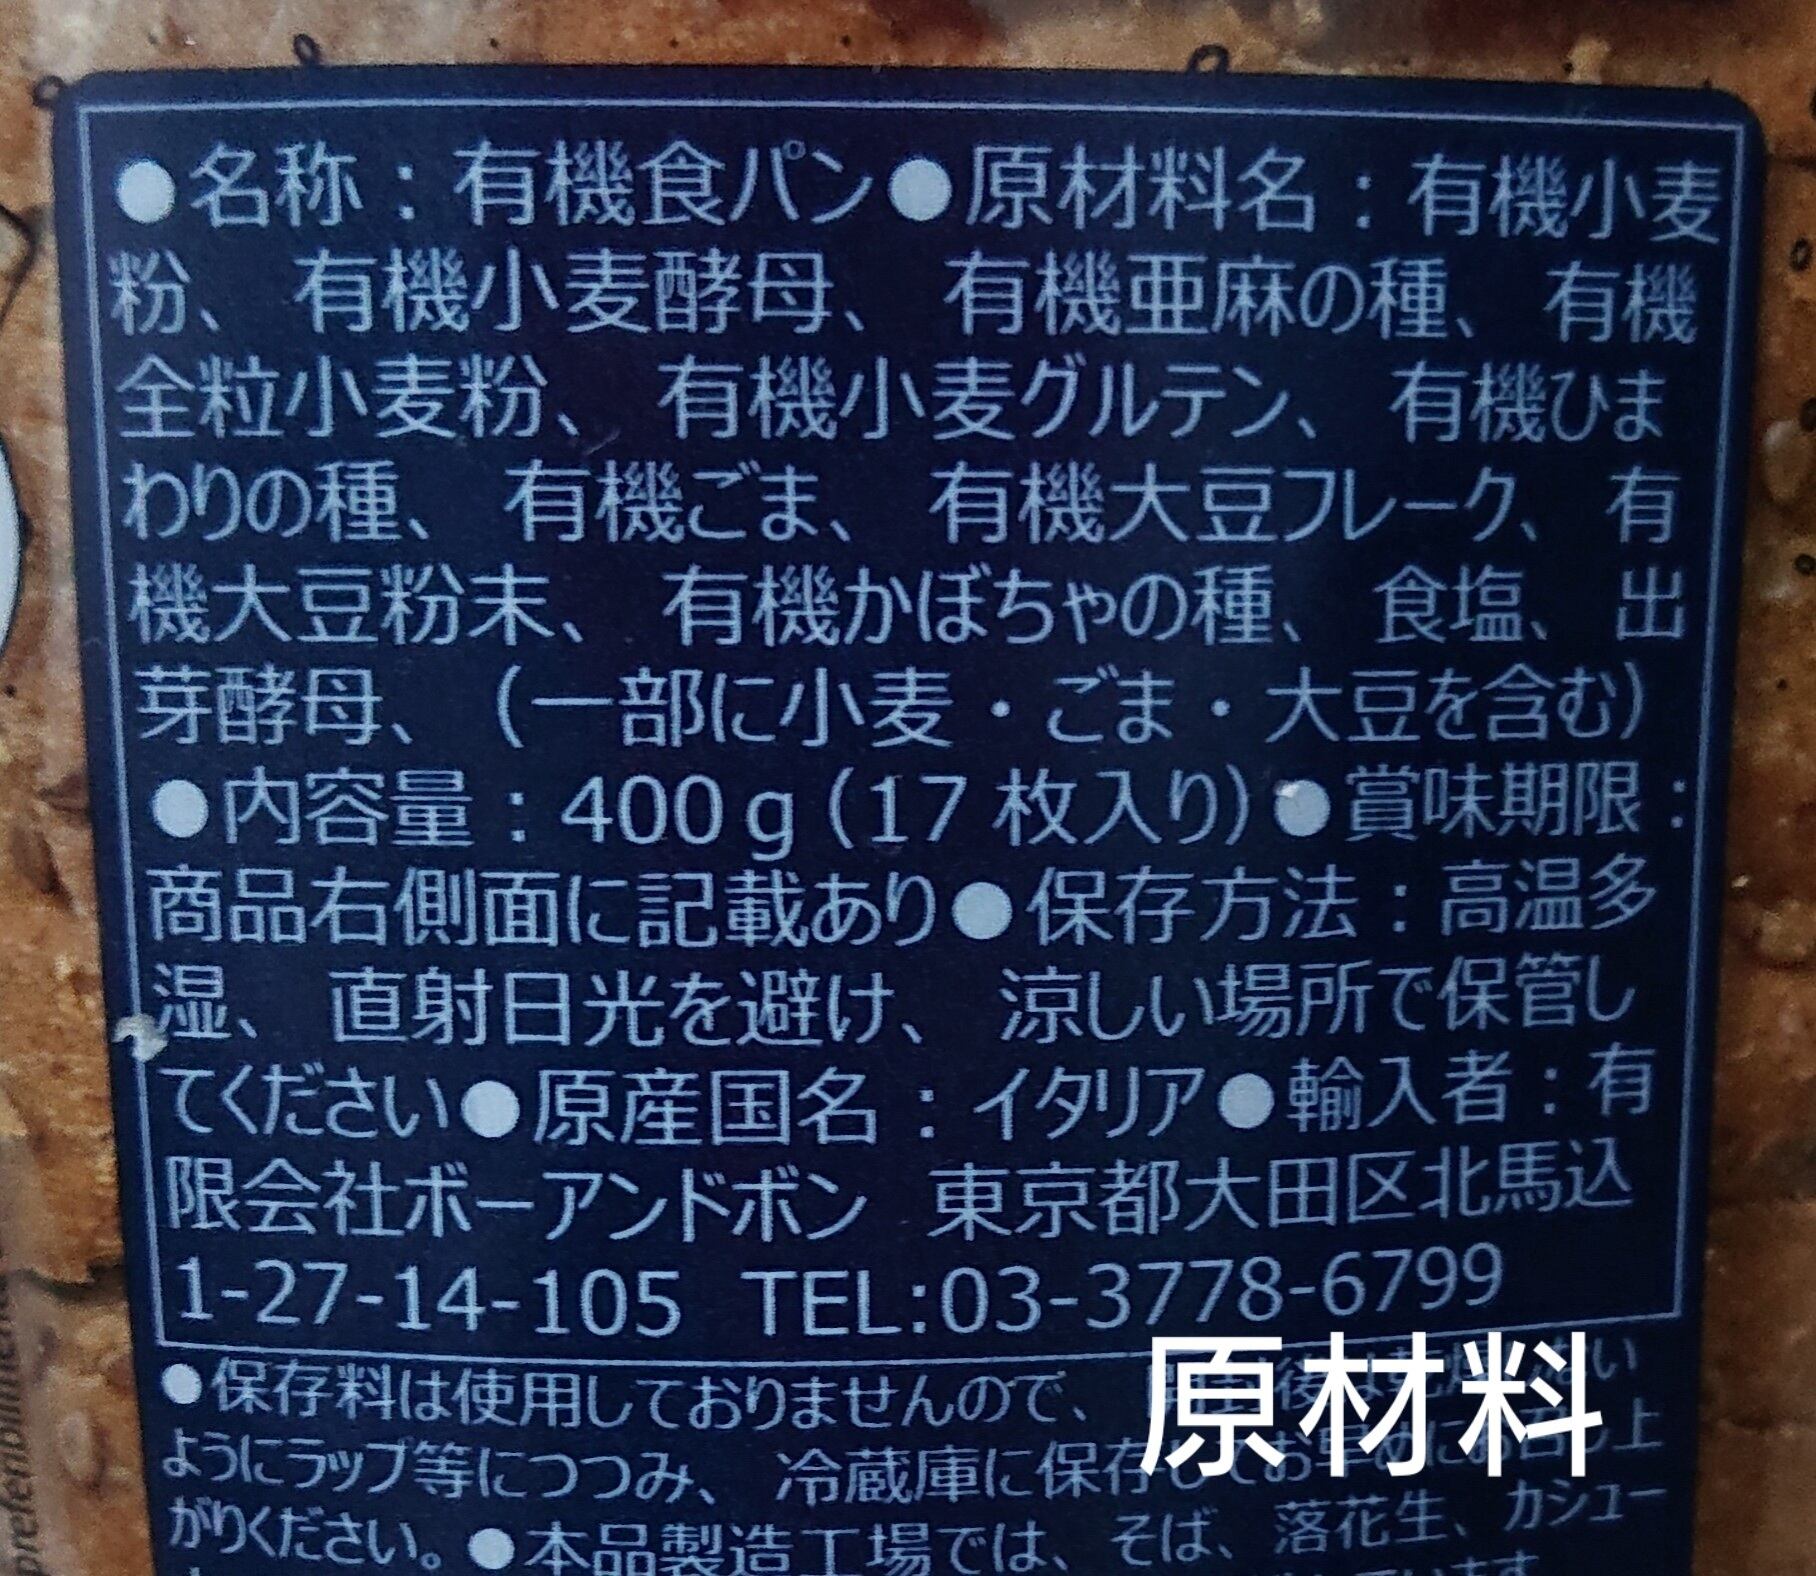 ●名称：有機食パン●原材料名：有機小麦
粉、有機小麦酵母、有機亜麻の種、有機
全粒小麦粉、有機小麦グルテン、有機ひま
わりの種、有機ごま、有機大豆フレーク、有
機大豆粉末、有機かぼちゃの種、食塩、出
芽酵母、（一部に小麦・ごま・大豆を含む）
●内容量：400g（17枚入り）●賞味期限：
商品右側面に記載あり●保存方法：高温多
湿、直射日光を避け、涼しい場所で保管し
てください●原産国名：イタリア●輸入者：有
限会社ボーアンドボン 東京都大田区北馬込
1-27-14-105 TEL:03-3778-6799
原材料
●保存料は使用しておりませんので、
ようにラップ等につつみ、冷蔵庫に保存してお早めにお召し上
がりください。●本品製造工場では、そば、落花生、カシュー